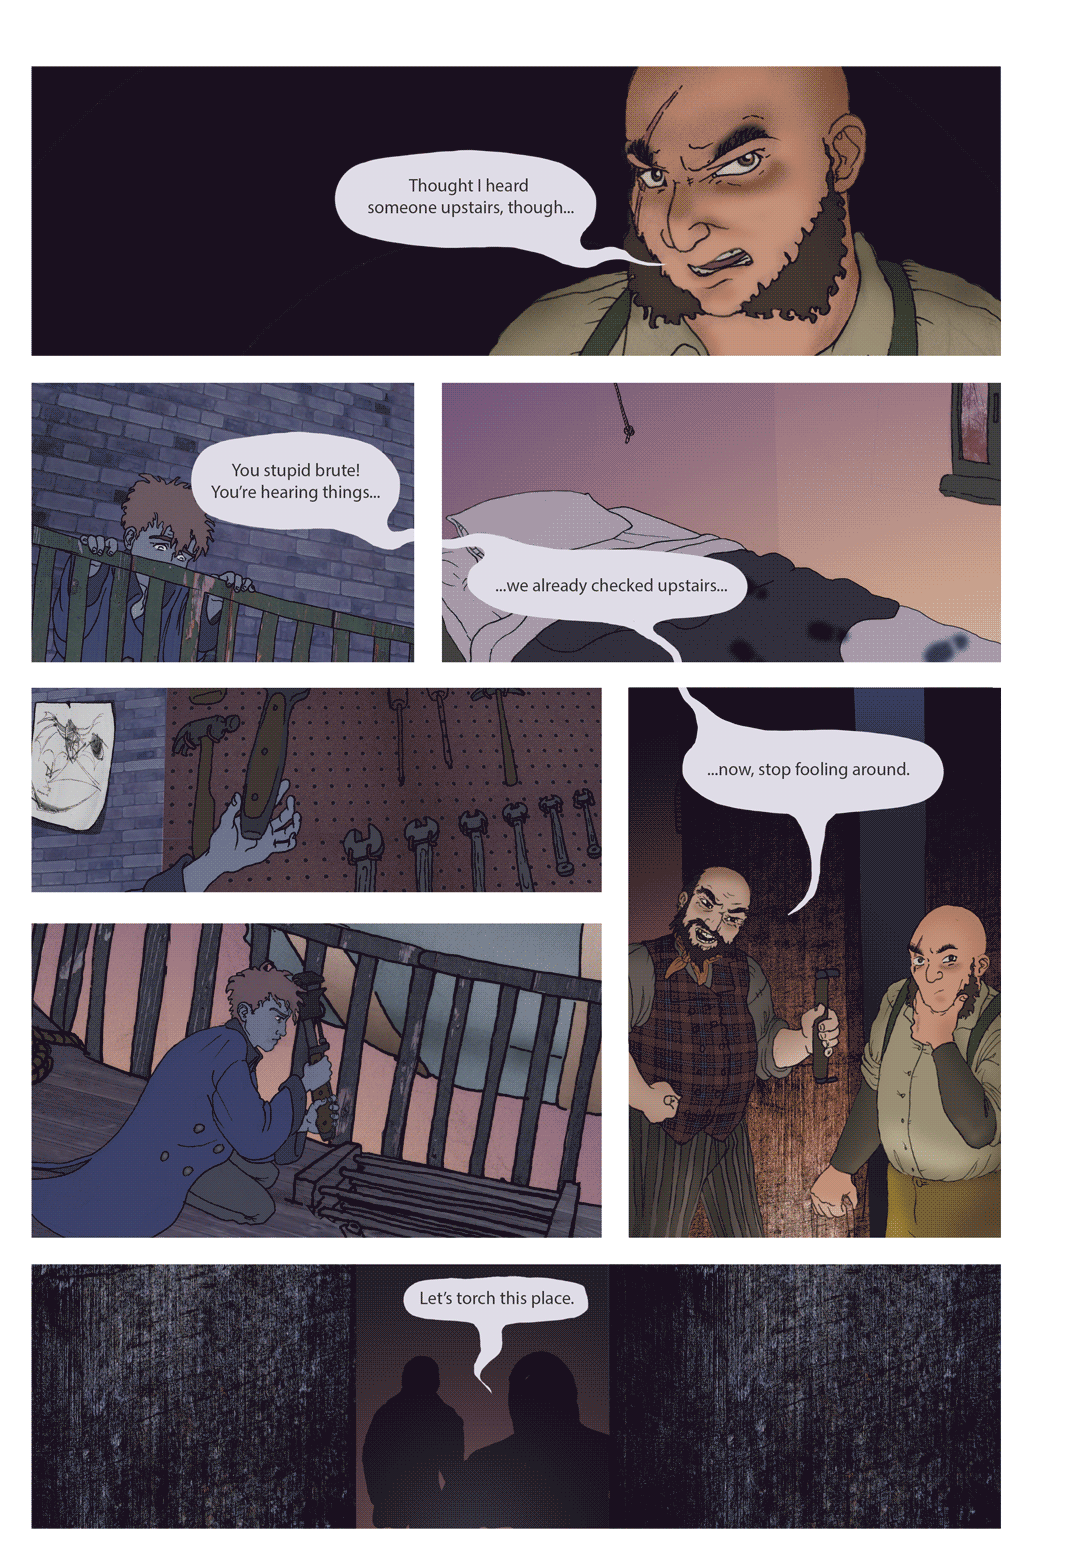 Thought I heard
someone upstairs, though...
You stupid brute!
You're hearing things...
...we already checked upstairs...
...now, stop fooling around.
Let's torch this place.